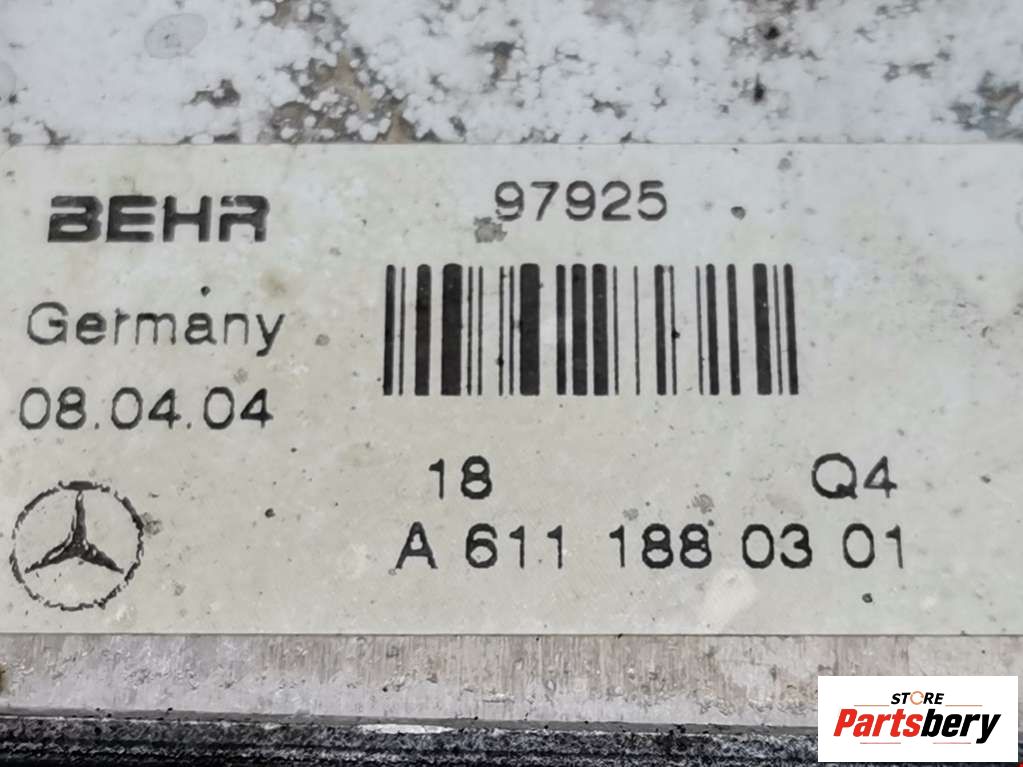 BEHR
97925
Germany
08.04.04
18 Q4
A 611 188 03 01
STORE
Partsbery